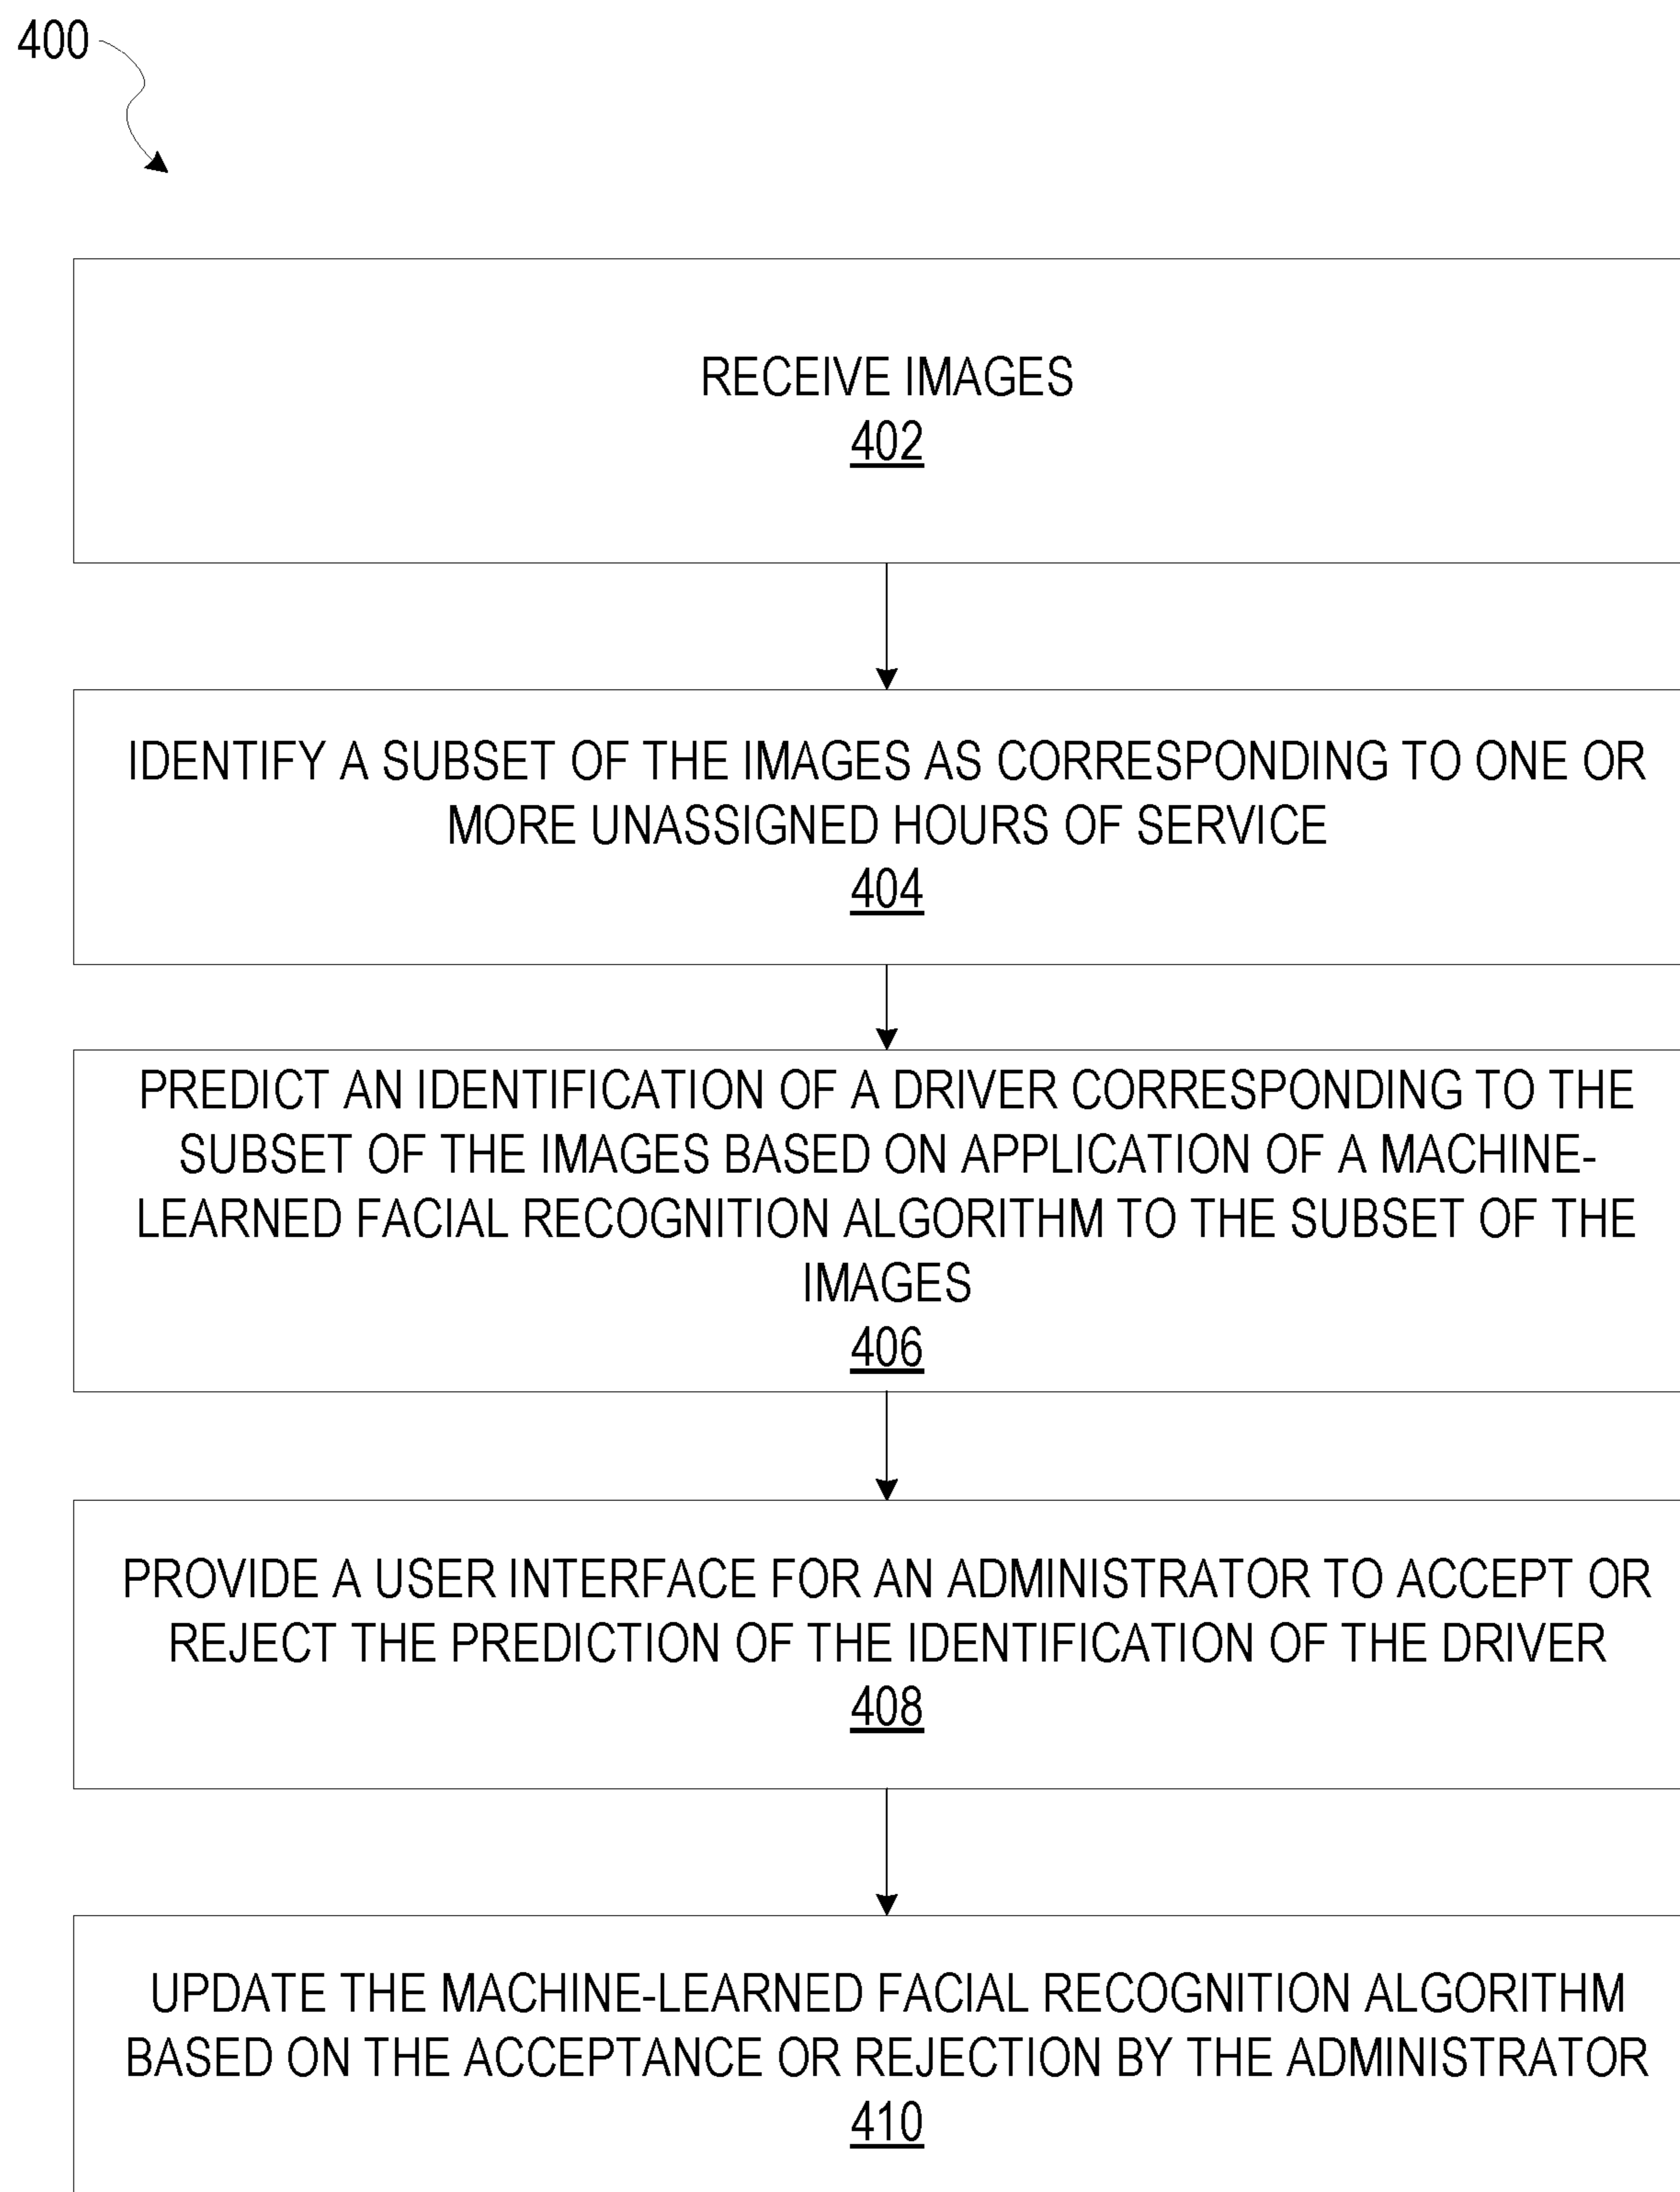 400
RECEIVE IMAGES
402
IDENTIFY A SUBSET OF THE IMAGES AS CORRESPONDING TO ONE OR
MORE UNASSIGNED HOURS OF SERVICE
404
PREDICT AN IDENTIFICATION OF A DRIVER CORRESPONDING TO THE
SUBSET OF THE IMAGES BASED ON APPLICATION OF A MACHINE-
LEARNED FACIAL RECOGNITION ALGORITHM TO THE SUBSET OF THE
IMAGES
406
PROVIDE A USER INTERFACE FOR AN ADMINISTRATOR TO ACCEPT OR
REJECT THE PREDICTION OF THE IDENTIFICATION OF THE DRIVER
408
UPDATE THE MACHINE-LEARNED FACIAL RECOGNITION ALGORITHM
BASED ON THE ACCEPTANCE OR REJECTION BY THE ADMINISTRATOR
410